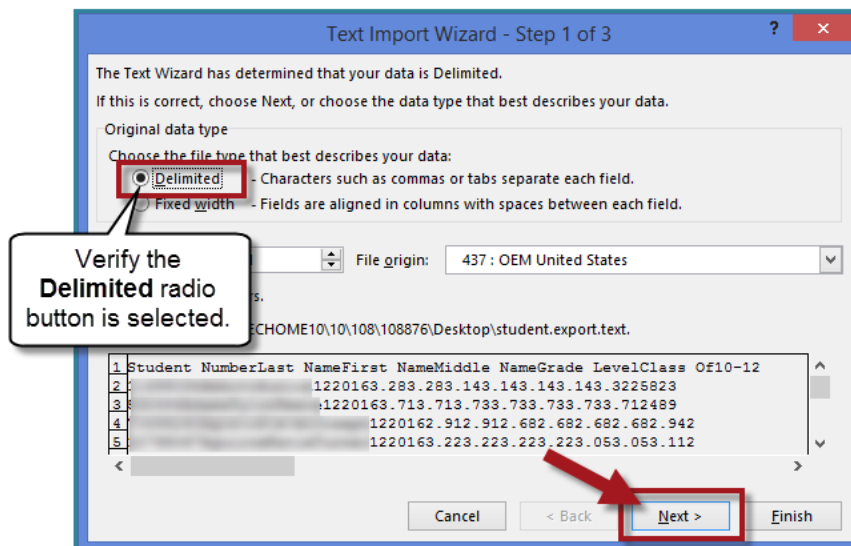 Text Import Wizard - Step 1 of 3
?
The Text Wizard has determined that your data is Delimited.
If this is correct, choose Next, or choose the data type that best describes your data.
Original data type
Choose the file type that best describes your data:
Delimited - Characters such as commas or tabs separate each field.
Fixed width - Fields are aligned in columns with spaces between each field.
Verify the
Delimited radio
button is selected.
File origin: 437 : OEM United States
ECHOME10\10\108\108876\Desktop\student.export.text.
1 Student NumberLast NameFirst NameMiddle NameGrade LevelClass Of10-12
2 1220163.283.283.143.143.143.143.3225823
3 1220163.713.713.733.733.733.733.712489
4 1220162.912.912.682.682.682.682.942
5 1220163.223.223.223.223.053.053.112
Cancel < Back Next > Finish